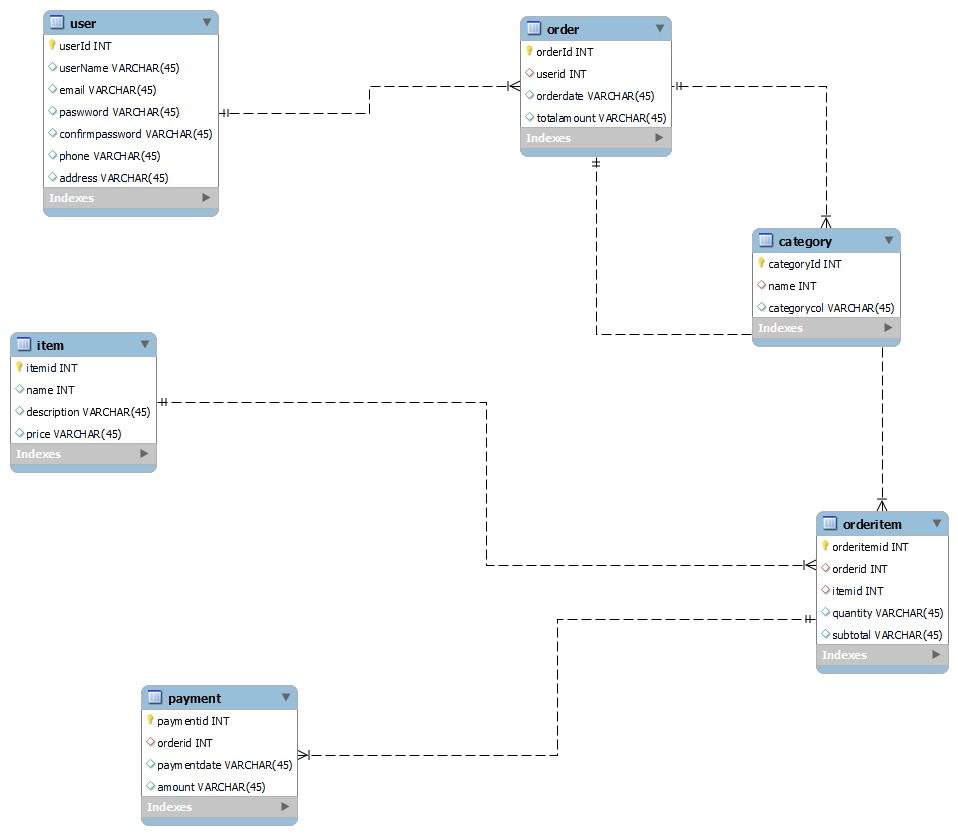 user
userId INT
userName VARCHAR(45)
email VARCHAR(45)
paswword VARCHAR(45)
confirmpassword VARCHAR(45)
phone VARCHAR(45)
address VARCHAR(45)
Indexes
order
orderId INT
userid INT
orderdate VARCHAR(45)
totalamount VARCHAR(45)
Indexes
category
categoryId INT
name INT
categorycol VARCHAR(45)
Indexes
item
itemid INT
name INT
description VARCHAR(45)
price VARCHAR(45)
Indexes
orderitem
orderitemid INT
orderid INT
itemid INT
quantity VARCHAR(45)
subtotal VARCHAR(45)
Indexes
payment
paymentid INT
orderid INT
paymentdate VARCHAR(45)
amount VARCHAR(45)
Indexes